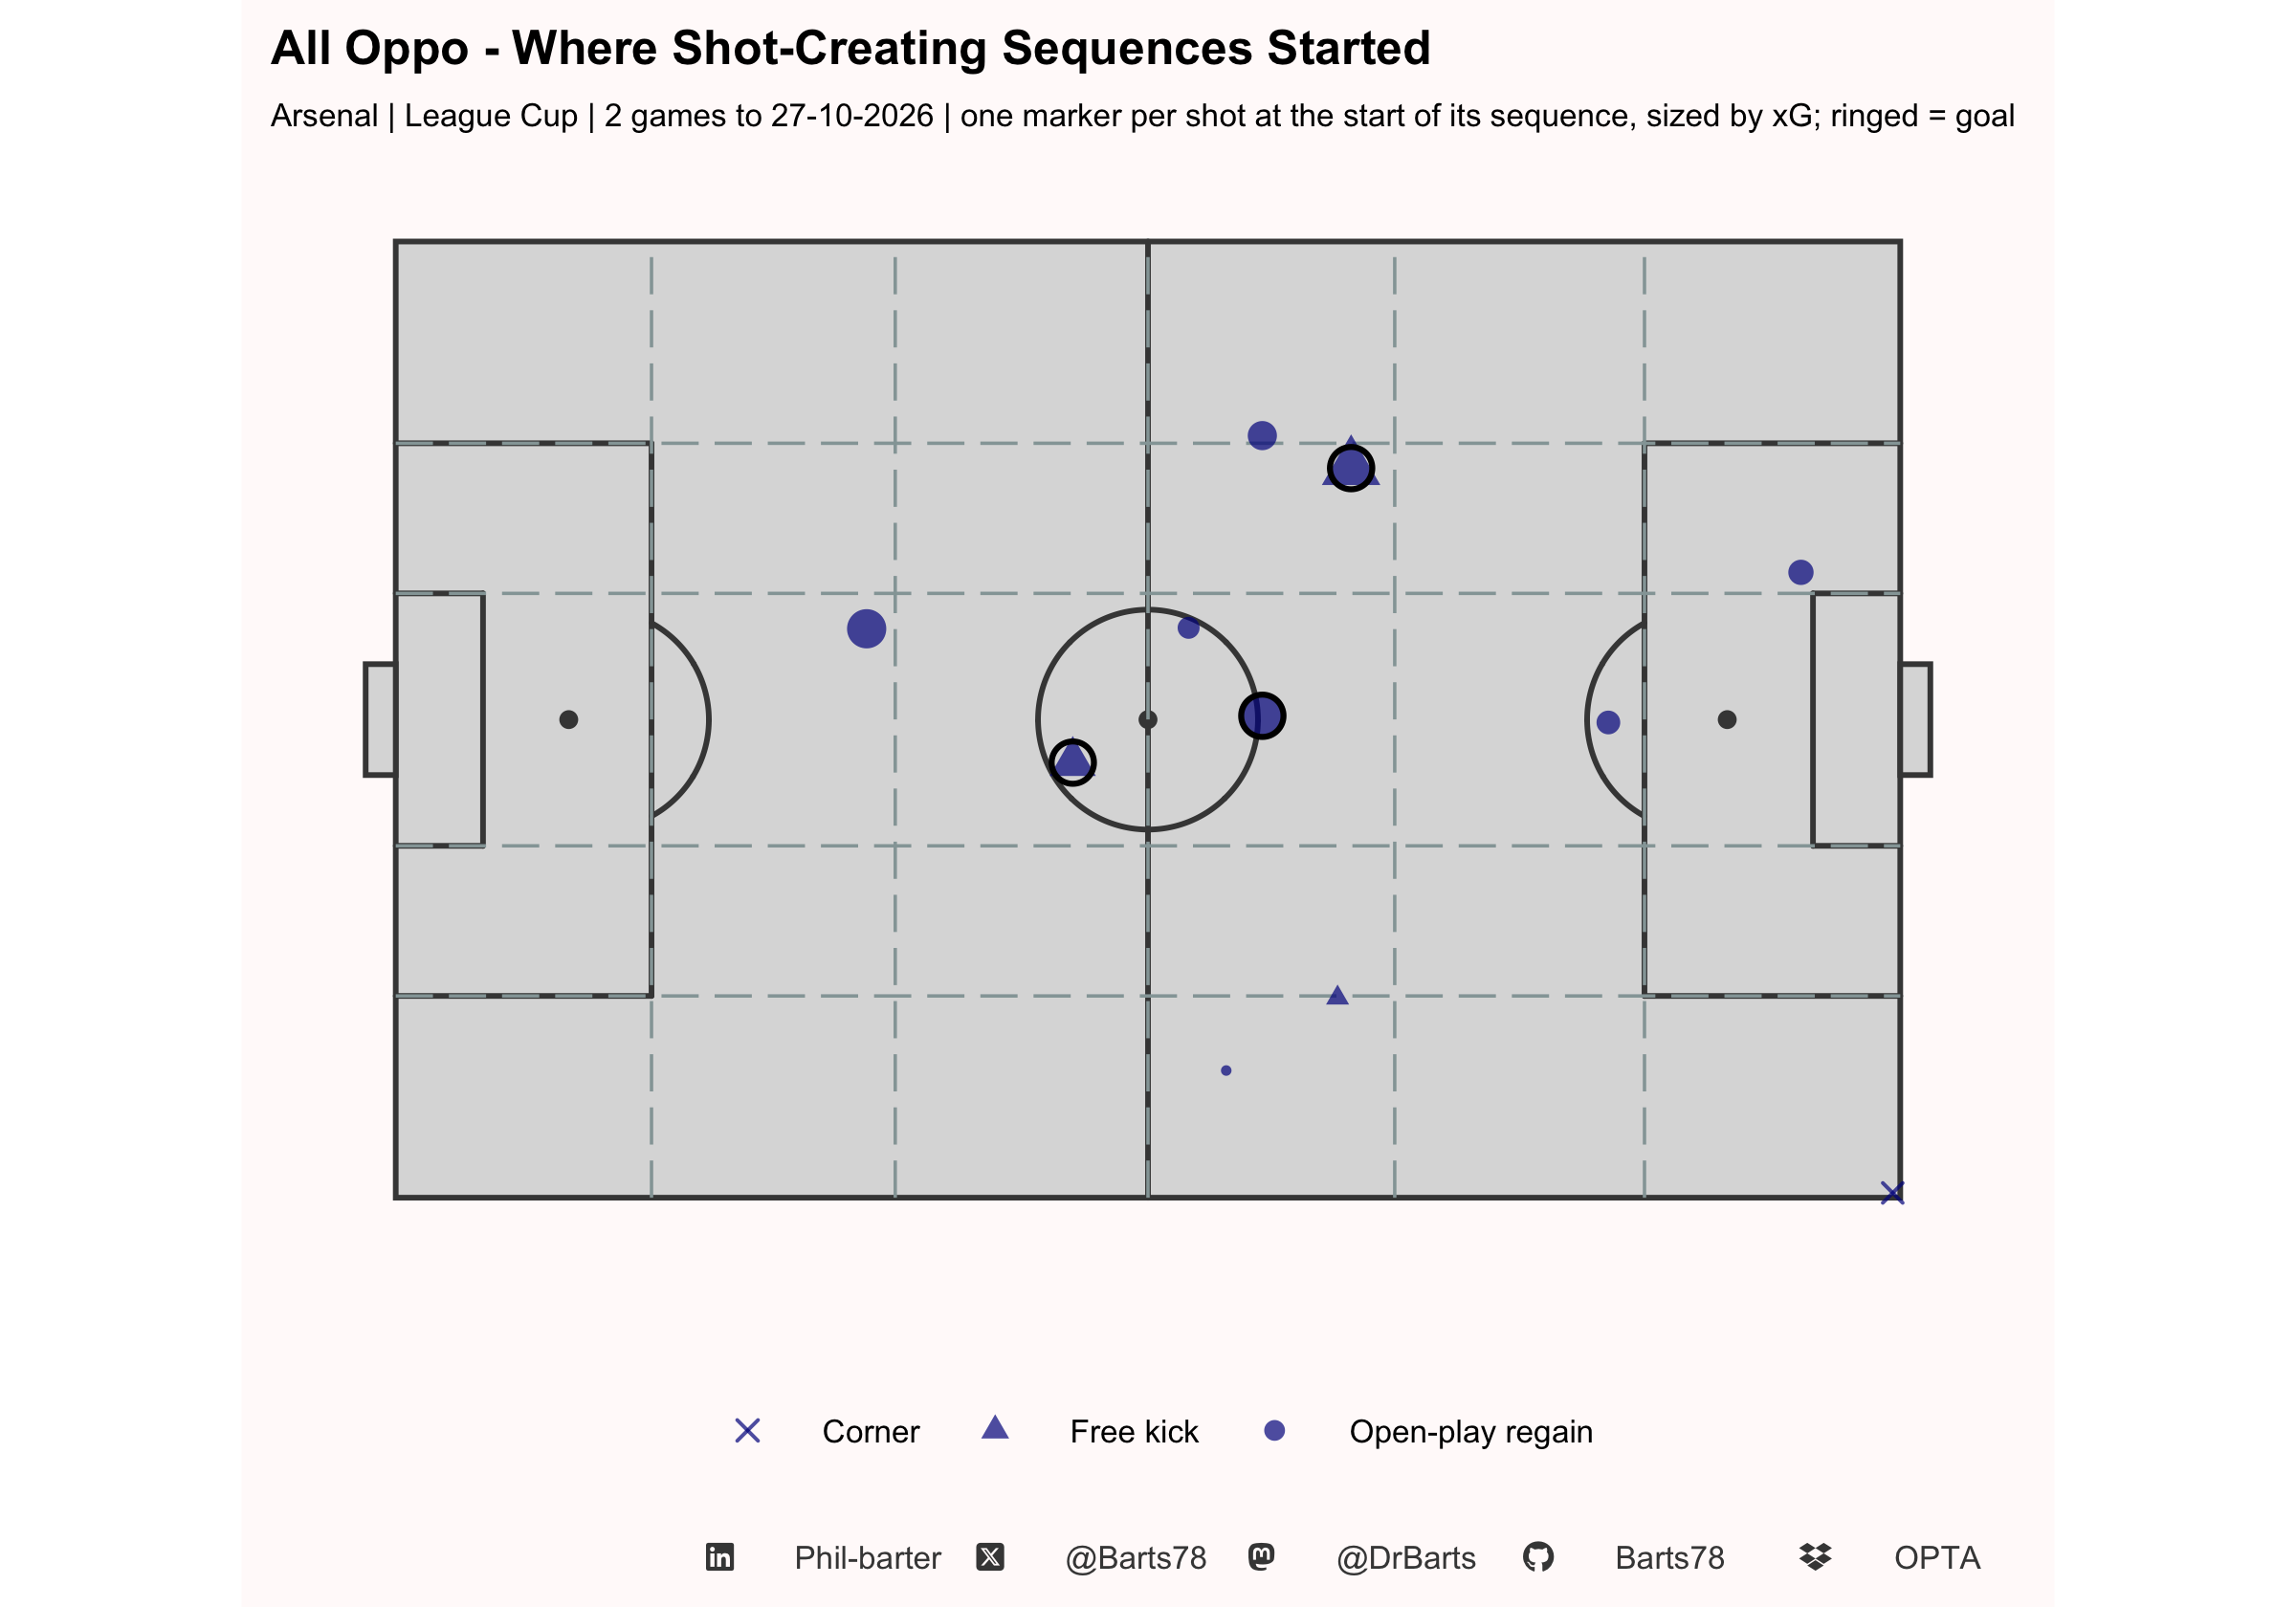 All Oppo - Where Shot-Creating Sequences Started
Arsenal | League Cup | 2 games to 27-10-2026 | one marker per shot at the start of its sequence, sized by xG; ringed = goal
Corner Free kick Open-play regain
Phil-barter @Barts78 @DrBarts Barts78 OPTA